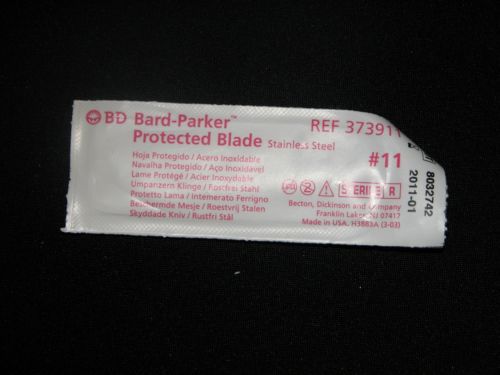 BD Bard-Parker™
Protected Blade Stainless Steel
REF 373911
#11
Hoja Protegido / Acero Inoxidable
Navalha Protegido / Aço Inoxidavel
Lame Protégé / Acier Inoxydable
Umpanzern Klinge / Rostfrei Stahl
Protetto Lama / Intemerato Ferrigno
Beschermde Mesje / Roestvrij Stalen
Skyddade Kniv / Rustfri Stål
STERILE R
Becton, Dickinson and Company
Franklin Lakes, NJ 07417
Made in USA. H3883A (3-03)
8032742
2011-01